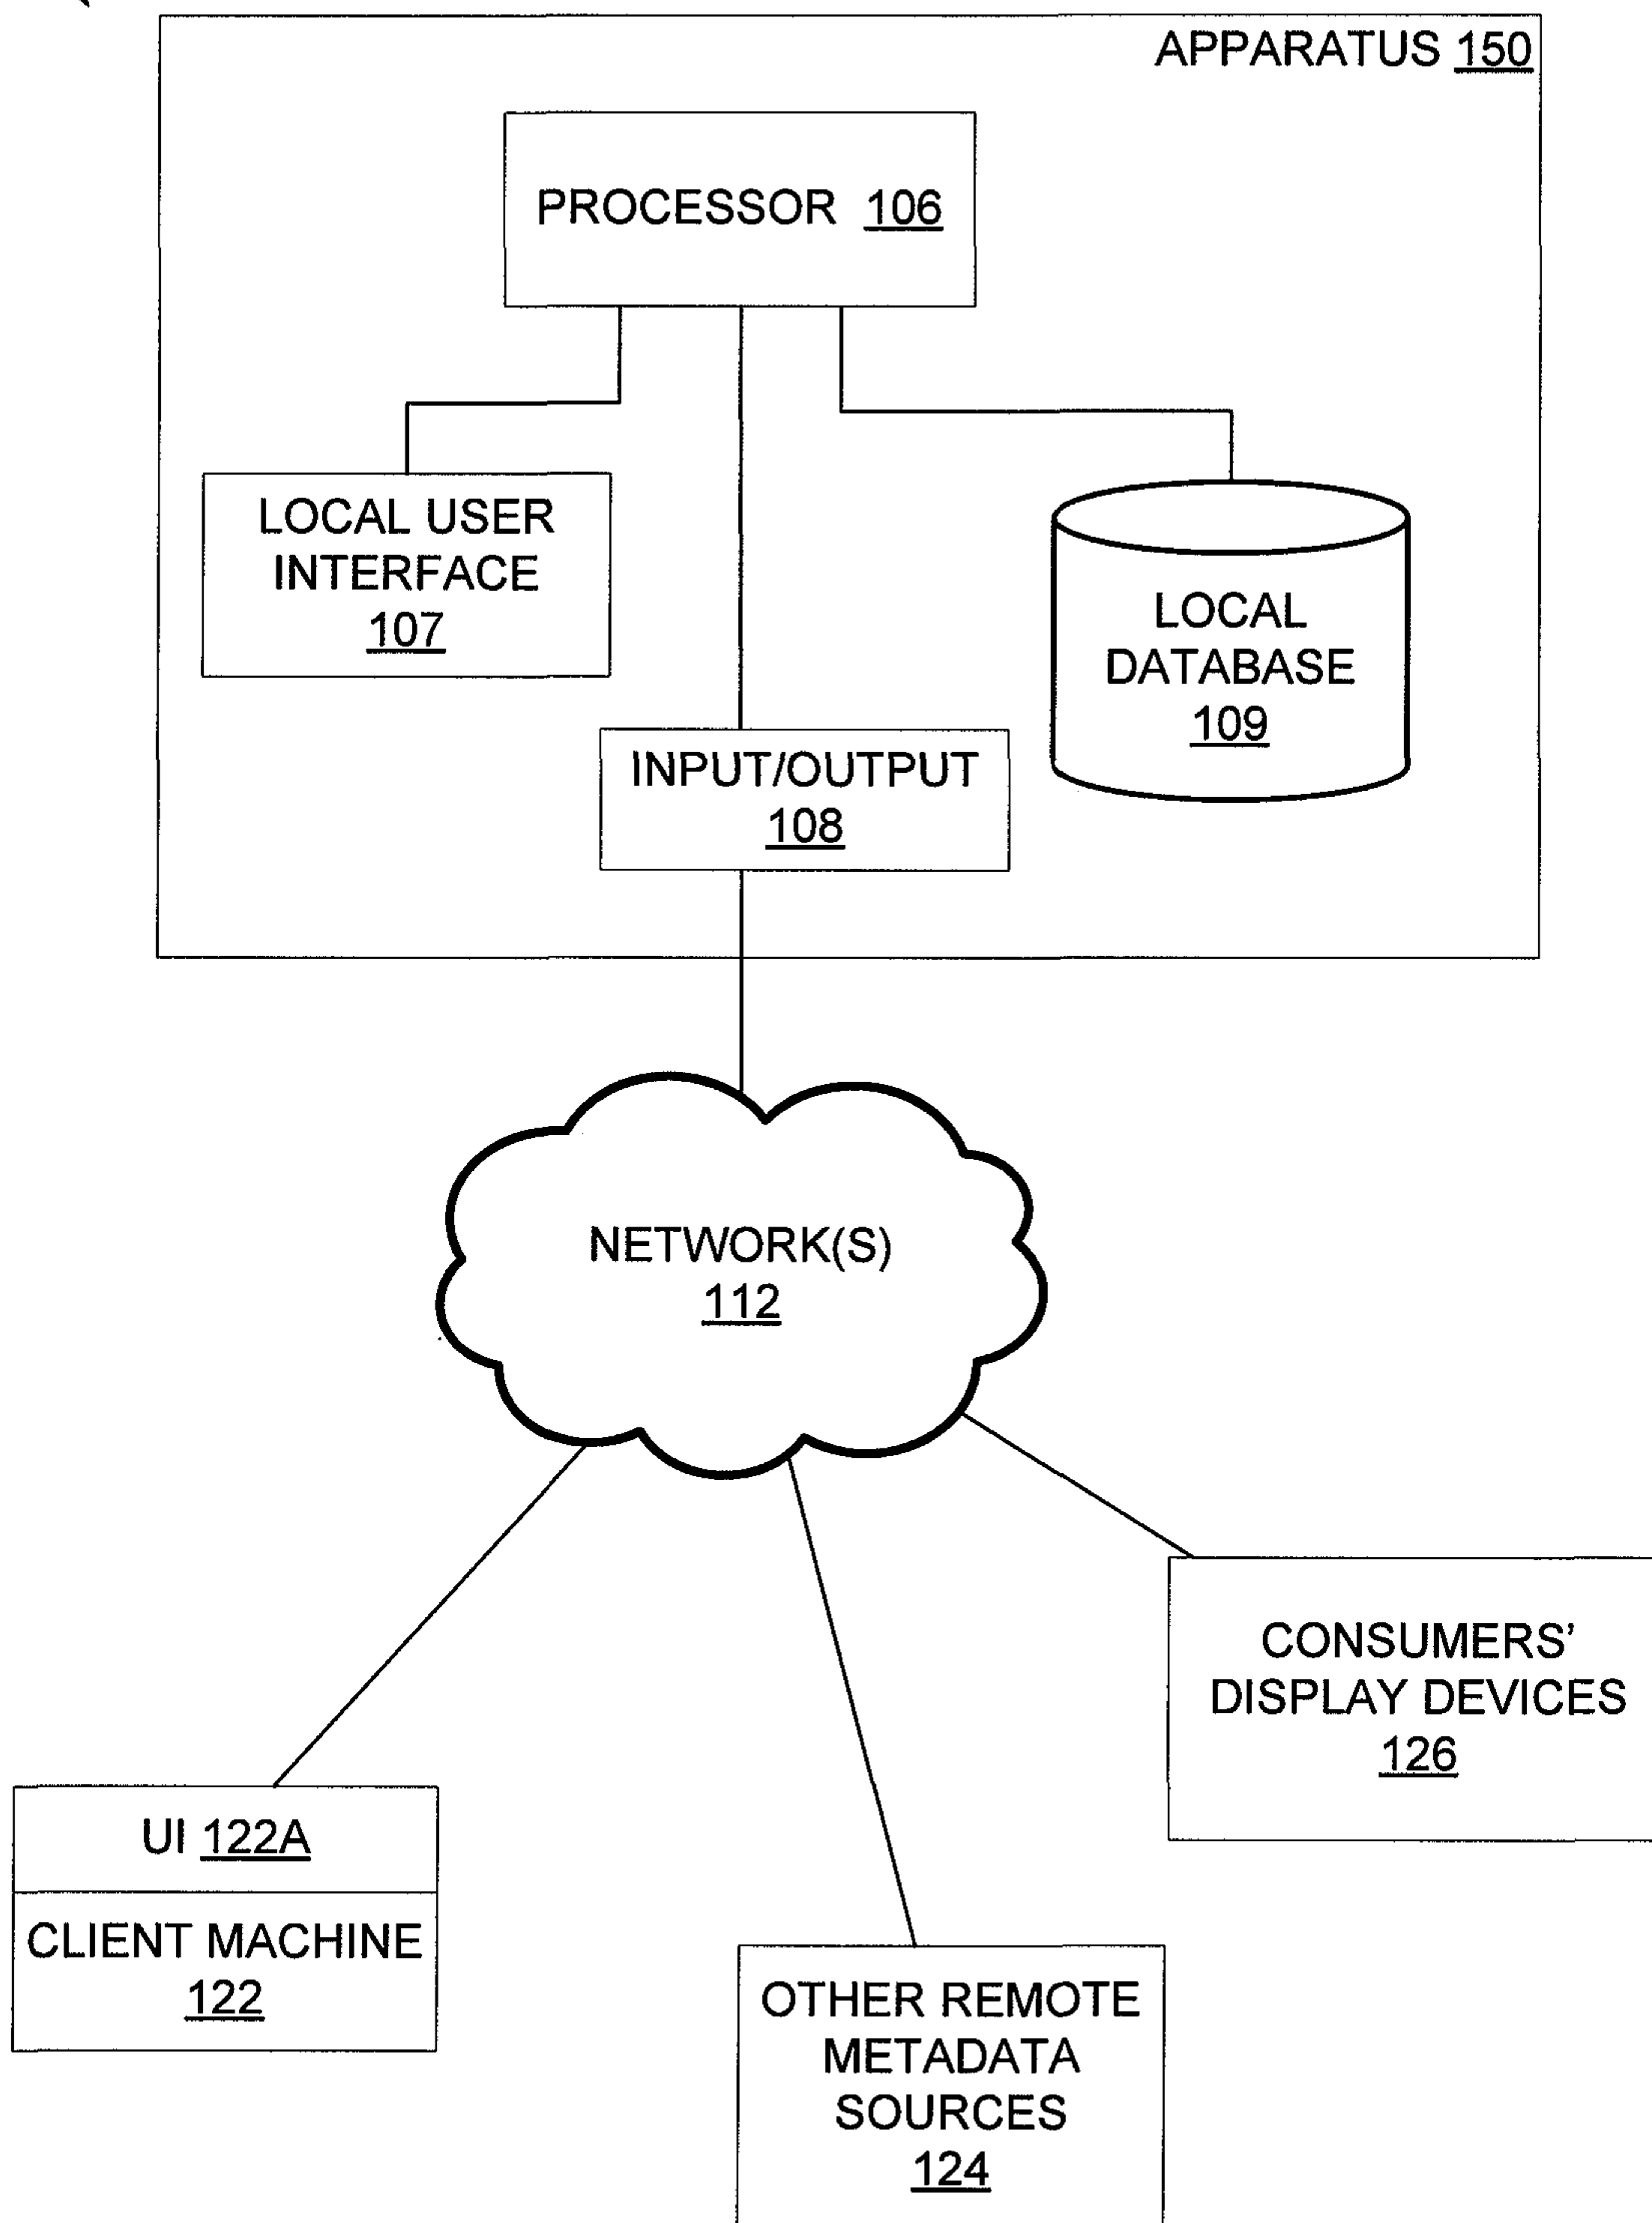 APPARATUS 150
PROCESSOR 106
LOCAL USER
INTERFACE
107
LOCAL
DATABASE
109
INPUT/OUTPUT
108
NETWORK(S)
112
CONSUMERS’
DISPLAY DEVICES
126
UI 122A
CLIENT MACHINE
122
OTHER REMOTE
METADATA
SOURCES
124